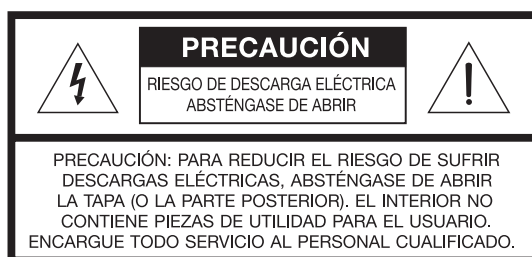 PRECAUCIÓN
RIESGO DE DESCARGA ELÉCTRICA
ABSTÉNGASE DE ABRIR
PRECAUCIÓN: PARA REDUCIR EL RIESGO DE SUFRIR
DESCARGAS ELÉCTRICAS, ABSTÉNGASE DE ABRIR
LA TAPA (O LA PARTE POSTERIOR). EL INTERIOR NO
CONTIENE PIEZAS DE UTILIDAD PARA EL USUARIO.
ENCARGUE TODO SERVICIO AL PERSONAL CUALIFICADO.